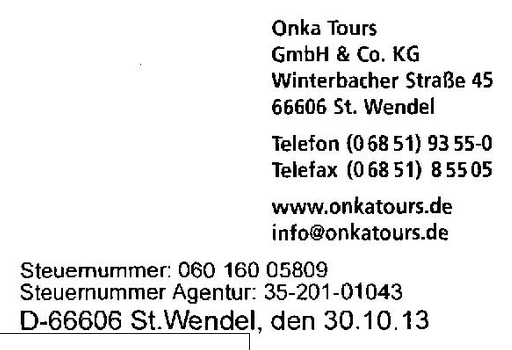 Onka Tours
GmbH & Co. KG
Winterbacher Straße 45
66606 St. Wendel
Telefon (0 68 51) 93 55-0
Telefax (0 68 51) 8 55 05
www.onkatours.de
info@onkatours.de
Steuernummer: 060 160 05809
Steuernummer Agentur: 35-201-01043
D-66606 St.Wendel, den 30.10.13